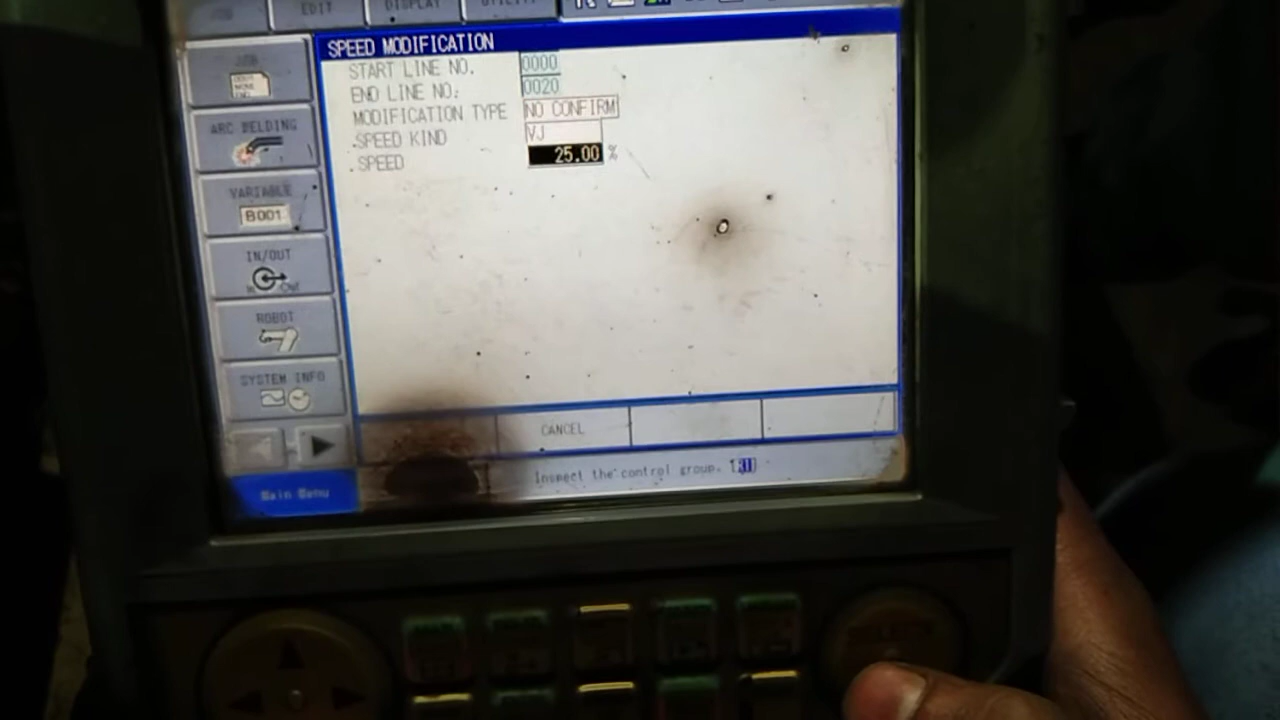 EDIT DISPLAY UTILITY
SPEED MODIFICATION
START LINE NO. 0000
END LINE NO. 0020
MODIFICATION TYPE NO CONFIRM
SPEED KIND VJ
SPEED 25.00 %
JOB
ARC WELDING
VARIABLE
B001
IN/OUT
ROBOT
SYSTEM INFO
CANCEL
Main Menu
Inspect the control group.
SELECT